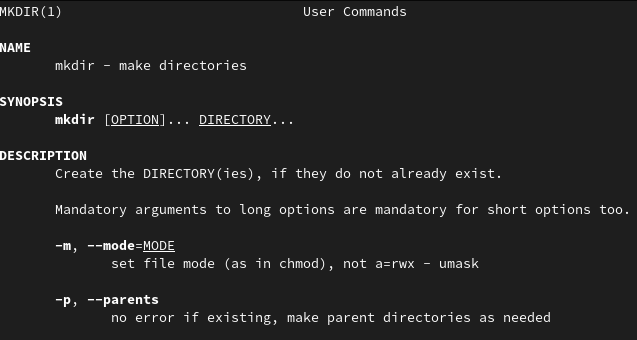 MKDIR(1) User Commands
NAME
mkdir - make directories
SYNOPSIS
mkdir [OPTION]... DIRECTORY...
DESCRIPTION
Create the DIRECTORY(ies), if they do not already exist.
Mandatory arguments to long options are mandatory for short options too.
-m, --mode=MODE
set file mode (as in chmod), not a=rwx - umask
-p, --parents
no error if existing, make parent directories as needed